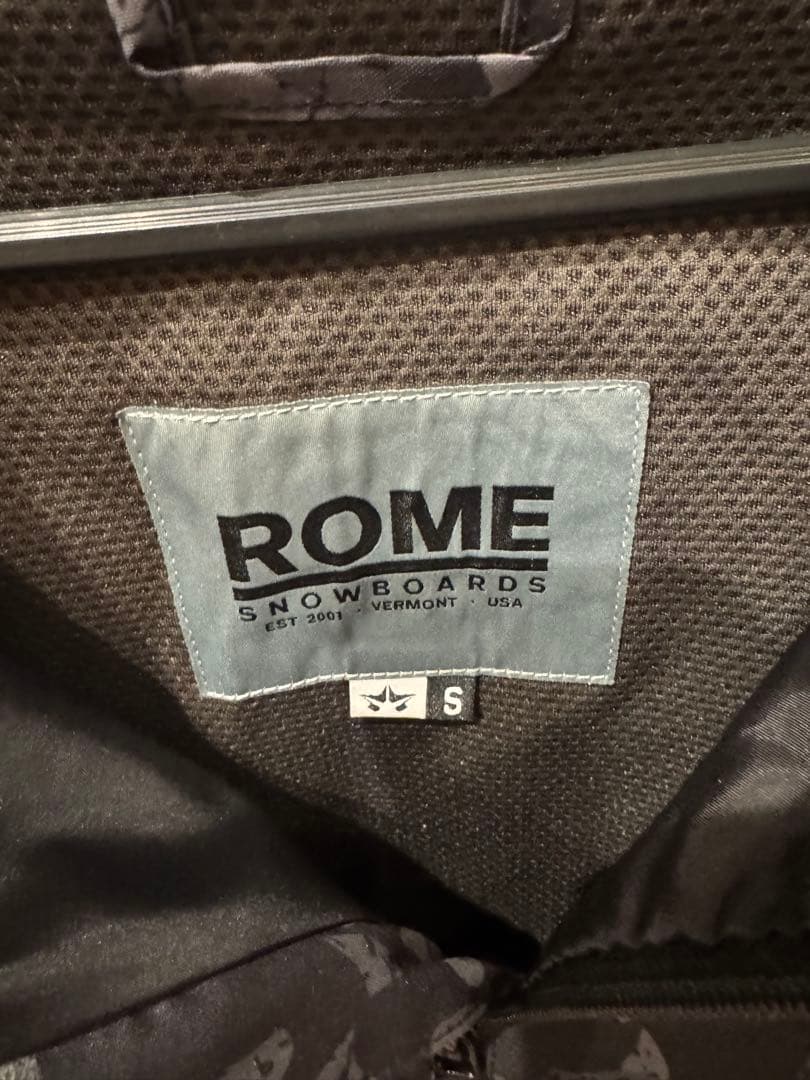 ROME
SNOWBOARDS
EST 2001 · VERMONT · USA
S